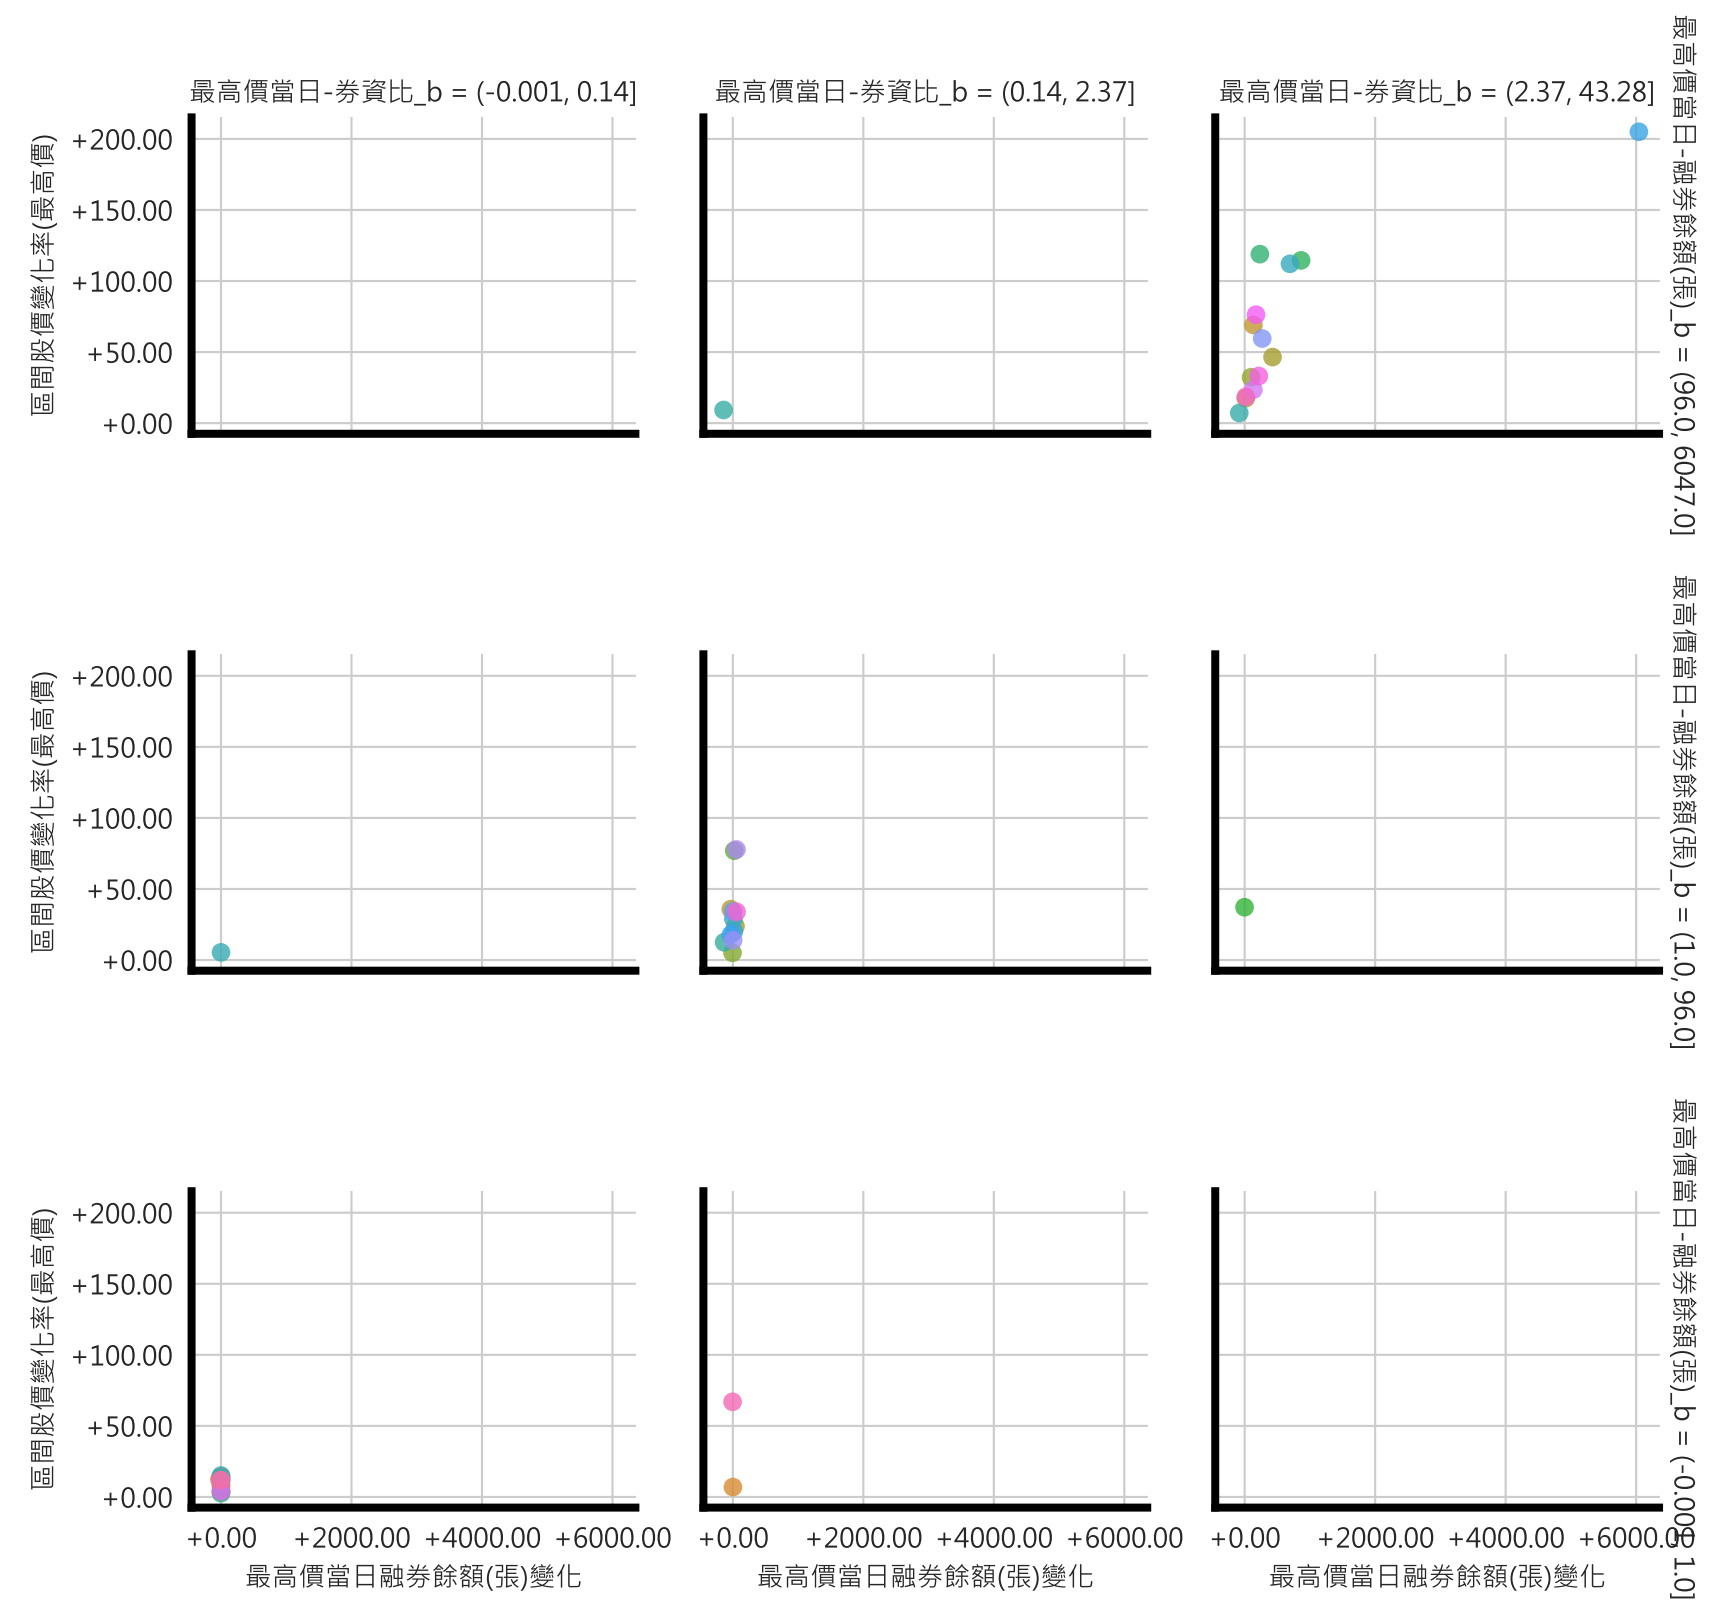 最高價當日-券資比_b = (-0.001, 0.14]
最高價當日-券資比_b = (0.14, 2.37]
最高價當日-券資比_b = (2.37, 43.28]
區間股價變化率(最高價)
+200.00
+150.00
+100.00
+50.00
+0.00
最高價當日-融券餘額(張)_b = (96.0, 6047.0]
區間股價變化率(最高價)
+200.00
+150.00
+100.00
+50.00
+0.00
最高價當日-融券餘額(張)_b = (1.0, 96.0]
區間股價變化率(最高價)
+200.00
+150.00
+100.00
+50.00
+0.00
最高價當日-融券餘額(張)_b = (-0.001, 1.0]
+0.00 +2000.00 +4000.00 +6000.00
+0.00 +2000.00 +4000.00 +6000.00
+0.00 +2000.00 +4000.00 +6000.00
最高價當日融券餘額(張)變化
最高價當日融券餘額(張)變化
最高價當日融券餘額(張)變化